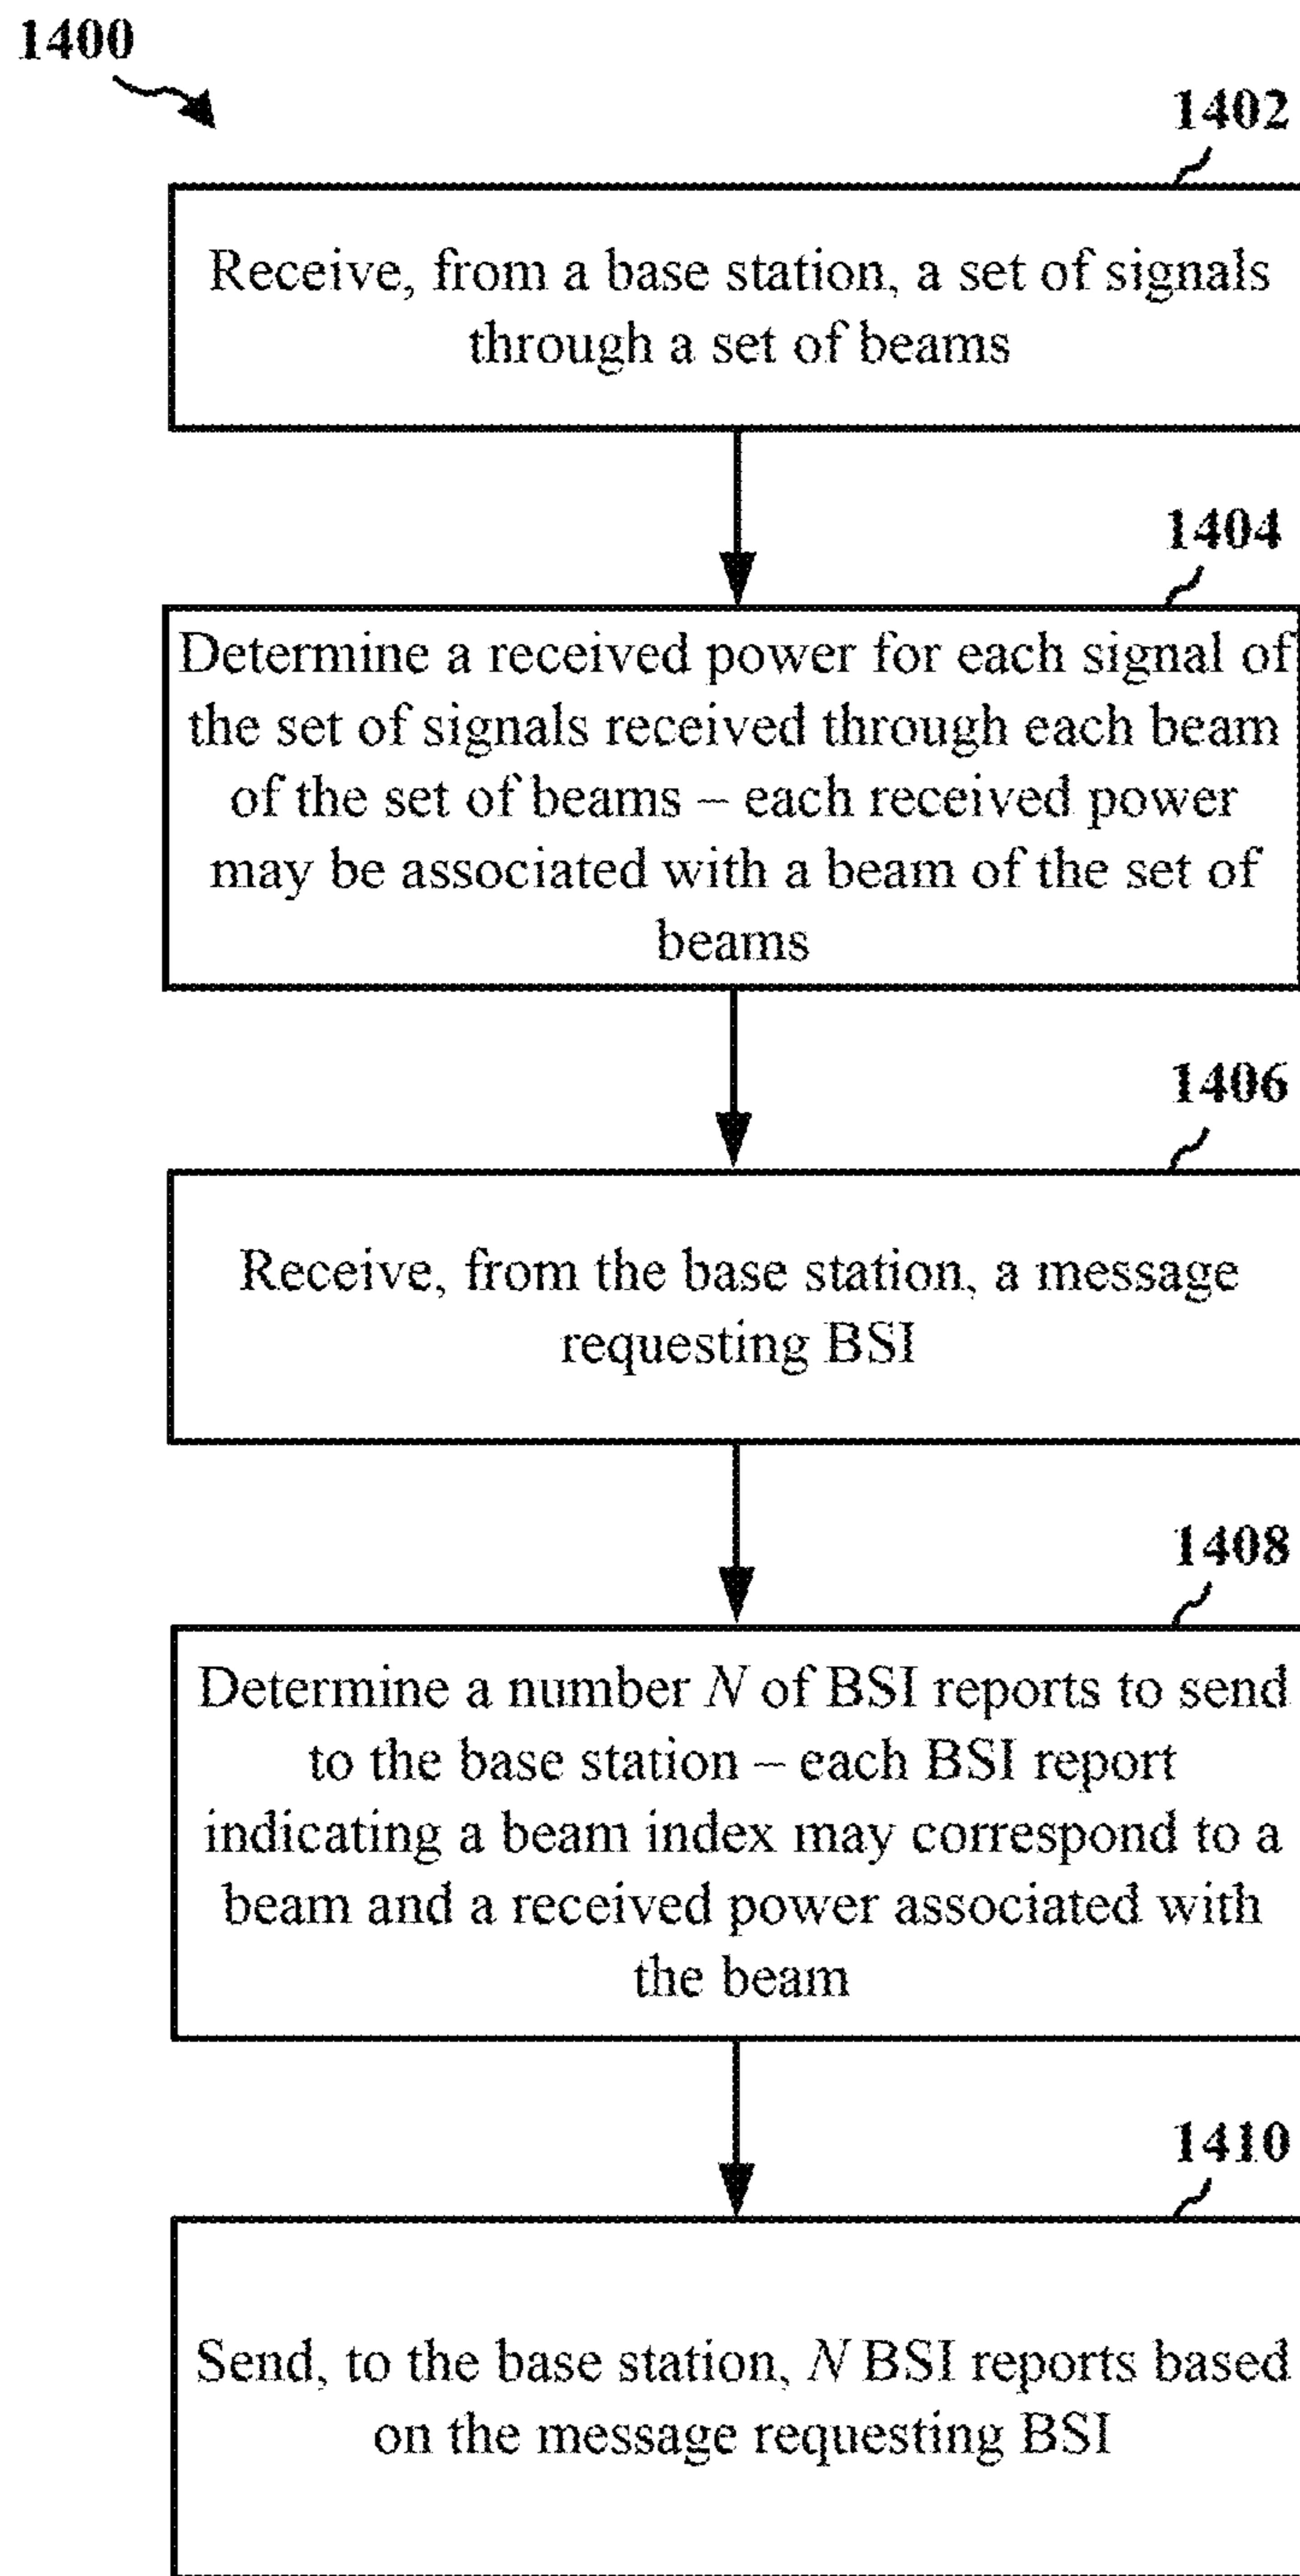 1400
1402
Receive, from a base station, a set of signals
through a set of beams
1404
Determine a received power for each signal of
the set of signals received through each beam
of the set of beams – each received power
may be associated with a beam of the set of
beams
1406
Receive, from the base station, a message
requesting BSI
1408
Determine a number N of BSI reports to send
to the base station – each BSI report
indicating a beam index may correspond to a
beam and a received power associated with
the beam
1410
Send, to the base station, N BSI reports based
on the message requesting BSI